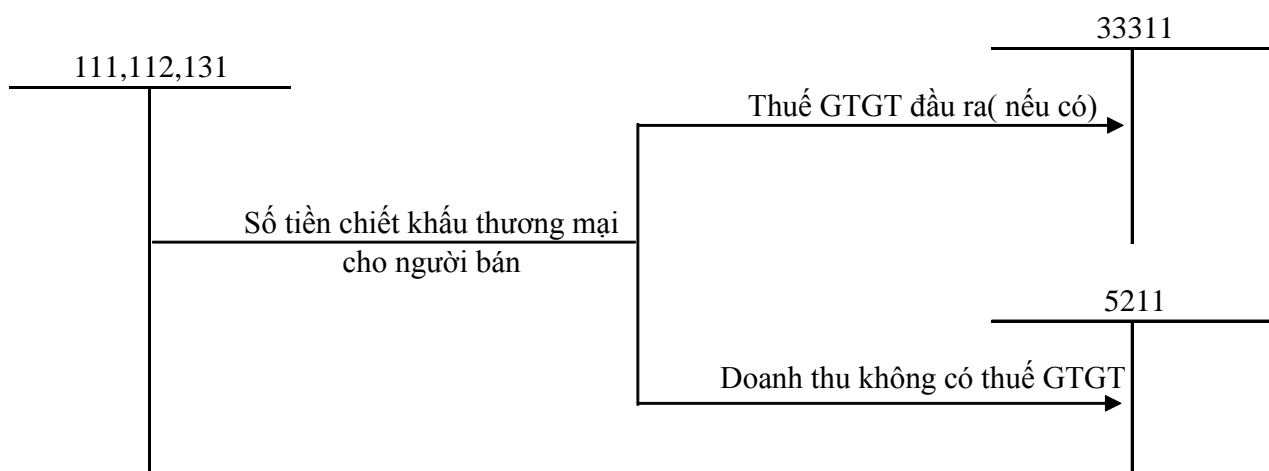 33311
111,112,131
Thuế GTGT đầu ra( nếu có)
Số tiền chiết khấu thương mại
cho người bán
5211
Doanh thu không có thuế GTGT